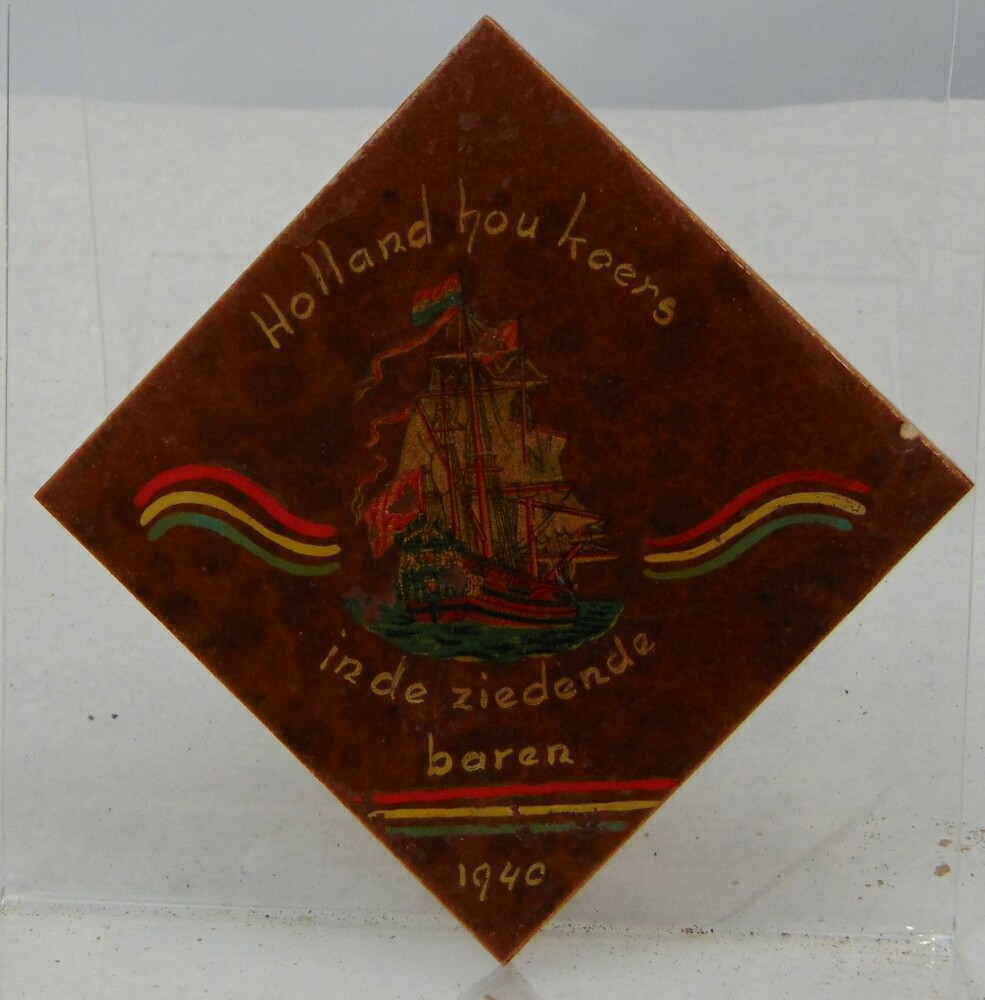 Holland hou koers
in de ziedende
baren
1940